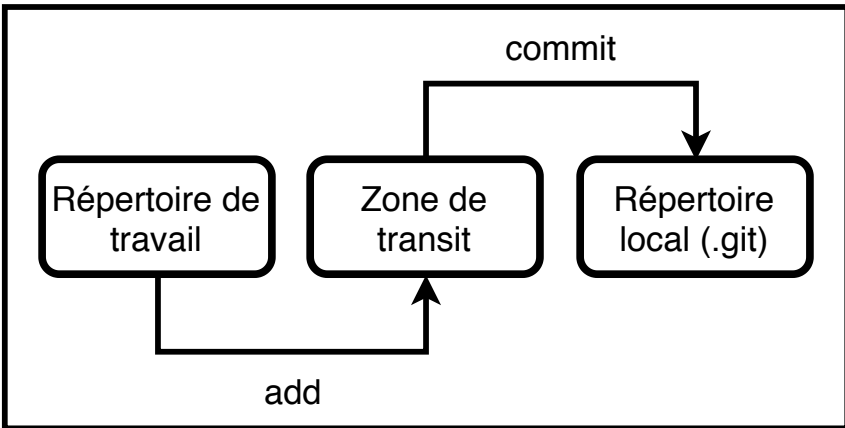 commit
Répertoire de
travail
Zone de
transit
Répertoire
local (.git)
add